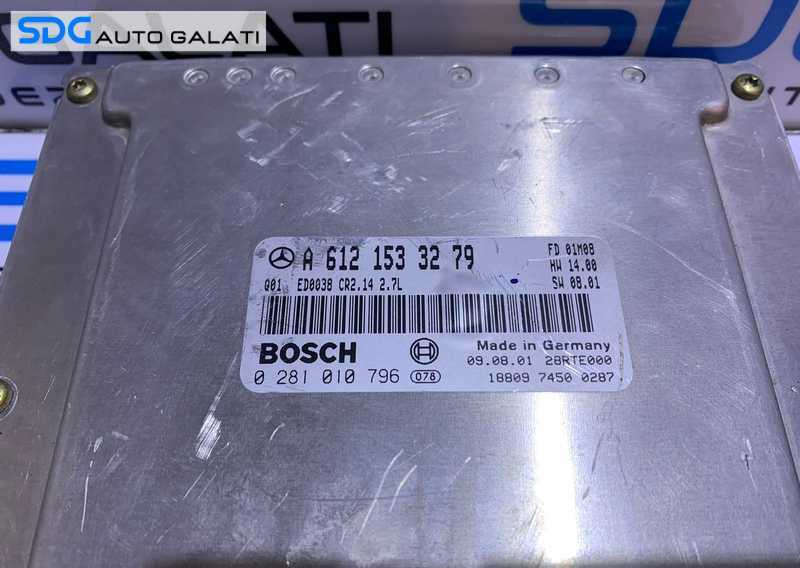 SDG AUTO GALATI
A 612 153 32 79
FD 01M08
HW 14.00
Q01 ED0038 CR2.14 2.7L
SW 08.01
BOSCH
Made in Germany
09.08.01 28RTE000
0 281 010 796 078
18809 7450 0287